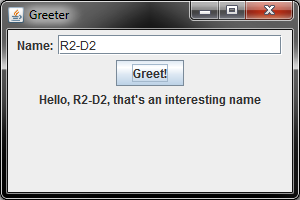 Greeter
Name: R2-D2
Greet!
Hello, R2-D2, that's an interesting name